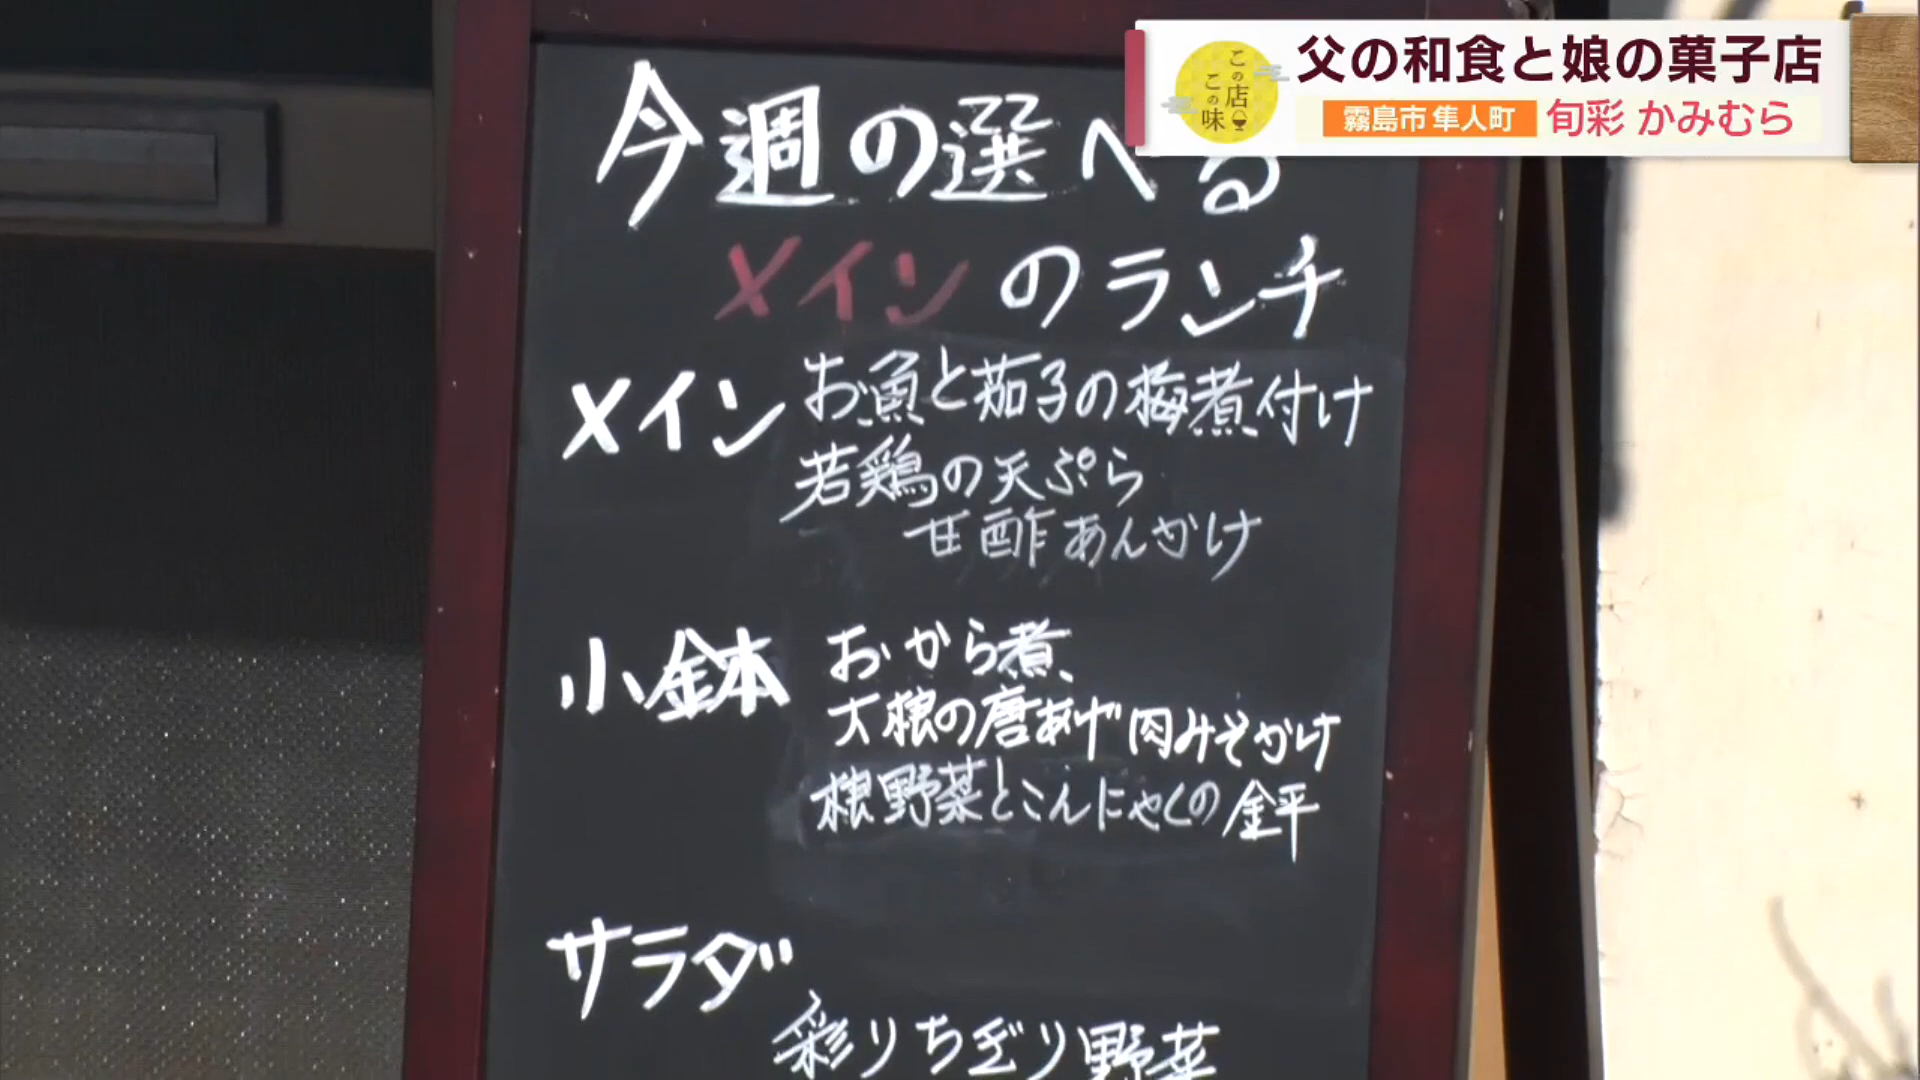 この店
この味
父の和食と娘の菓子店
霧島市 隼人町 旬彩 かみむら
今週の選べる
メインのランチ
メイン お魚と茄子の梅煮付け
若鶏の天ぷら
甘酢あんかけ
小鉢 おから煮
大根の唐あげ 肉みそかけ
根野菜とこんにゃくの金平
サラダ
彩りちぎり野菜